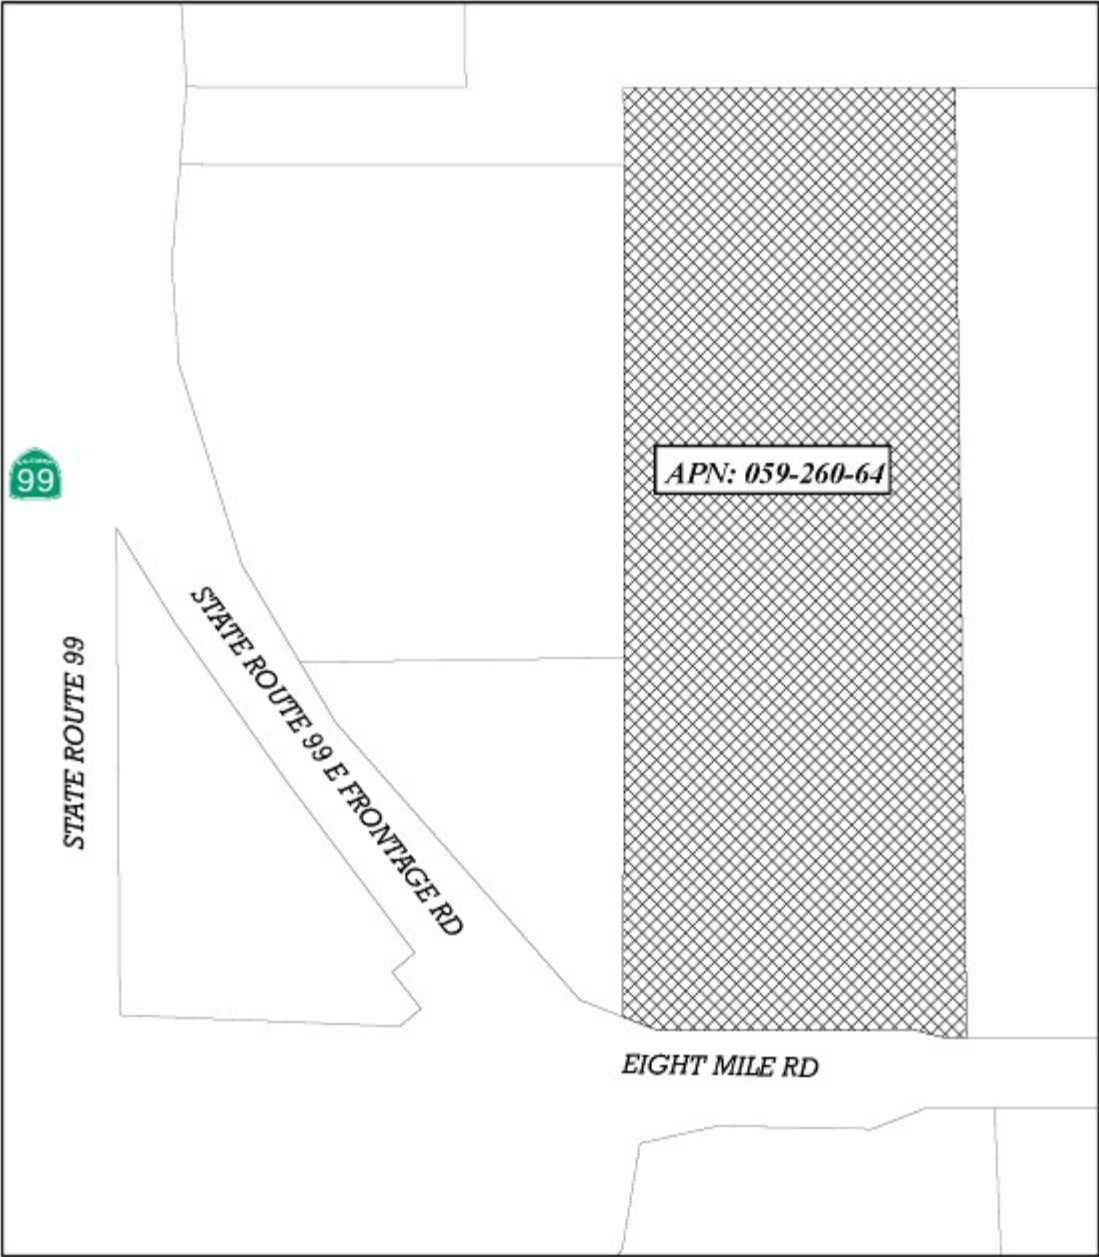 APN: 059-260-64
99
STATE ROUTE 99
STATE ROUTE 99 E FRONTAGE RD
EIGHT MILE RD